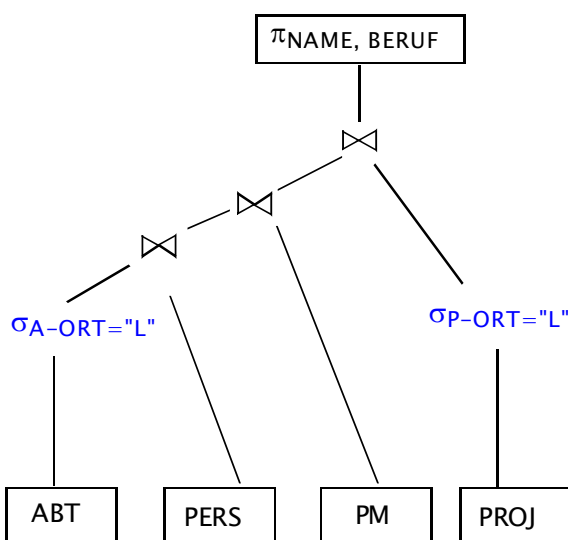 πNAME, BERUF
⋈
⋈
⋈
σA–ORT="L"
σP–ORT="L"
ABT
PERS
PM
PROJ